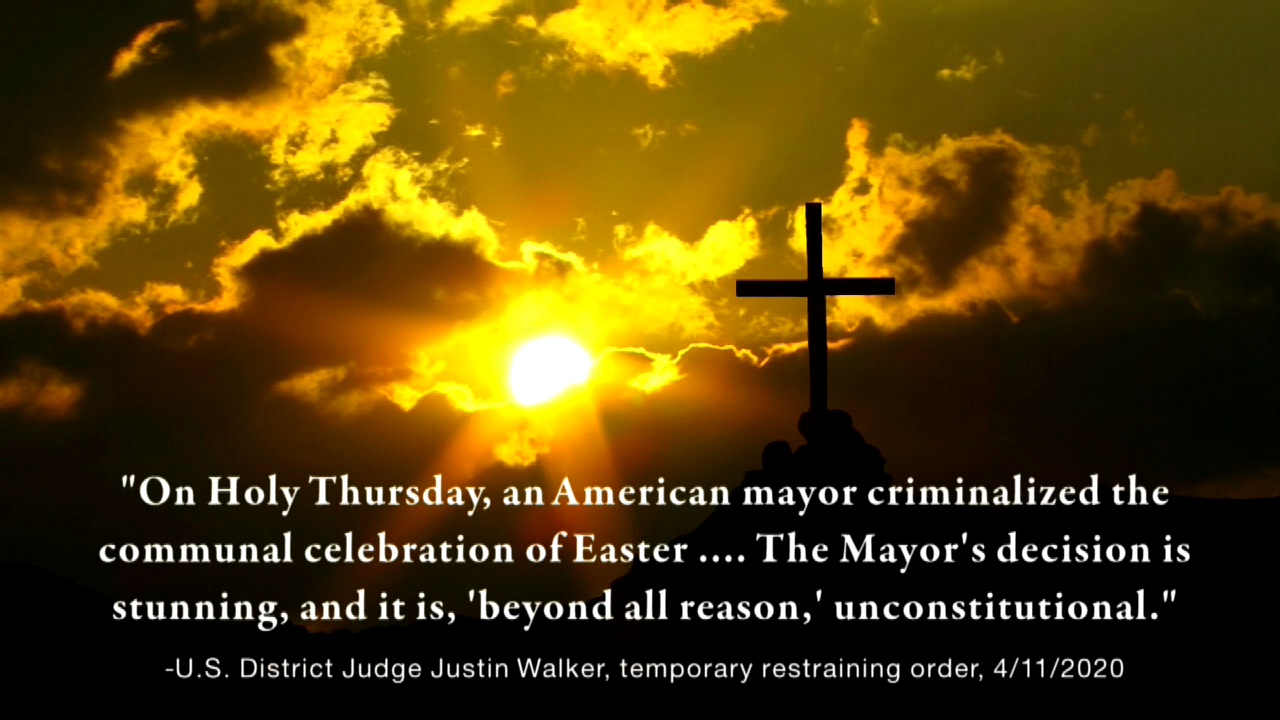 "On Holy Thursday, an American mayor criminalized the
communal celebration of Easter .... The Mayor's decision is
stunning, and it is, 'beyond all reason,' unconstitutional."
-U.S. District Judge Justin Walker, temporary restraining order, 4/11/2020